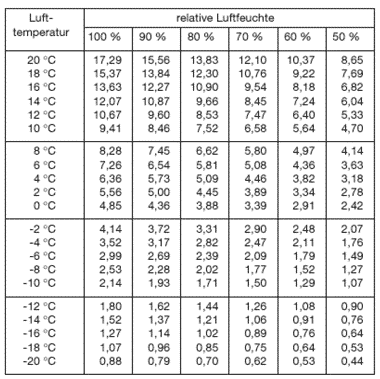 Luft-
temperatur
relative Luftfeuchte
100 % 90 % 80 % 70 % 60 % 50 %
20 °C 17,29 15,56 13,83 12,10 10,37 8,65
18 °C 15,37 13,84 12,30 10,76 9,22 7,69
16 °C 13,63 12,27 10,90 9,54 8,18 6,82
14 °C 12,07 10,87 9,66 8,45 7,24 6,04
12 °C 10,67 9,60 8,53 7,47 6,40 5,33
10 °C 9,41 8,46 7,52 6,58 5,64 4,70
8 °C 8,28 7,45 6,62 5,80 4,97 4,14
6 °C 7,26 6,54 5,81 5,08 4,36 3,63
4 °C 6,36 5,73 5,09 4,46 3,82 3,18
2 °C 5,56 5,00 4,45 3,89 3,34 2,78
0 °C 4,85 4,36 3,88 3,39 2,91 2,42
-2 °C 4,14 3,72 3,31 2,90 2,48 2,07
-4 °C 3,52 3,17 2,82 2,47 2,11 1,76
-6 °C 2,99 2,69 2,39 2,09 1,79 1,49
-8 °C 2,53 2,28 2,02 1,77 1,52 1,27
-10 °C 2,14 1,93 1,71 1,50 1,29 1,07
-12 °C 1,80 1,62 1,44 1,26 1,08 0,90
-14 °C 1,52 1,37 1,21 1,06 0,91 0,76
-16 °C 1,27 1,14 1,02 0,89 0,76 0,64
-18 °C 1,07 0,96 0,85 0,75 0,64 0,53
-20 °C 0,88 0,79 0,70 0,62 0,53 0,44